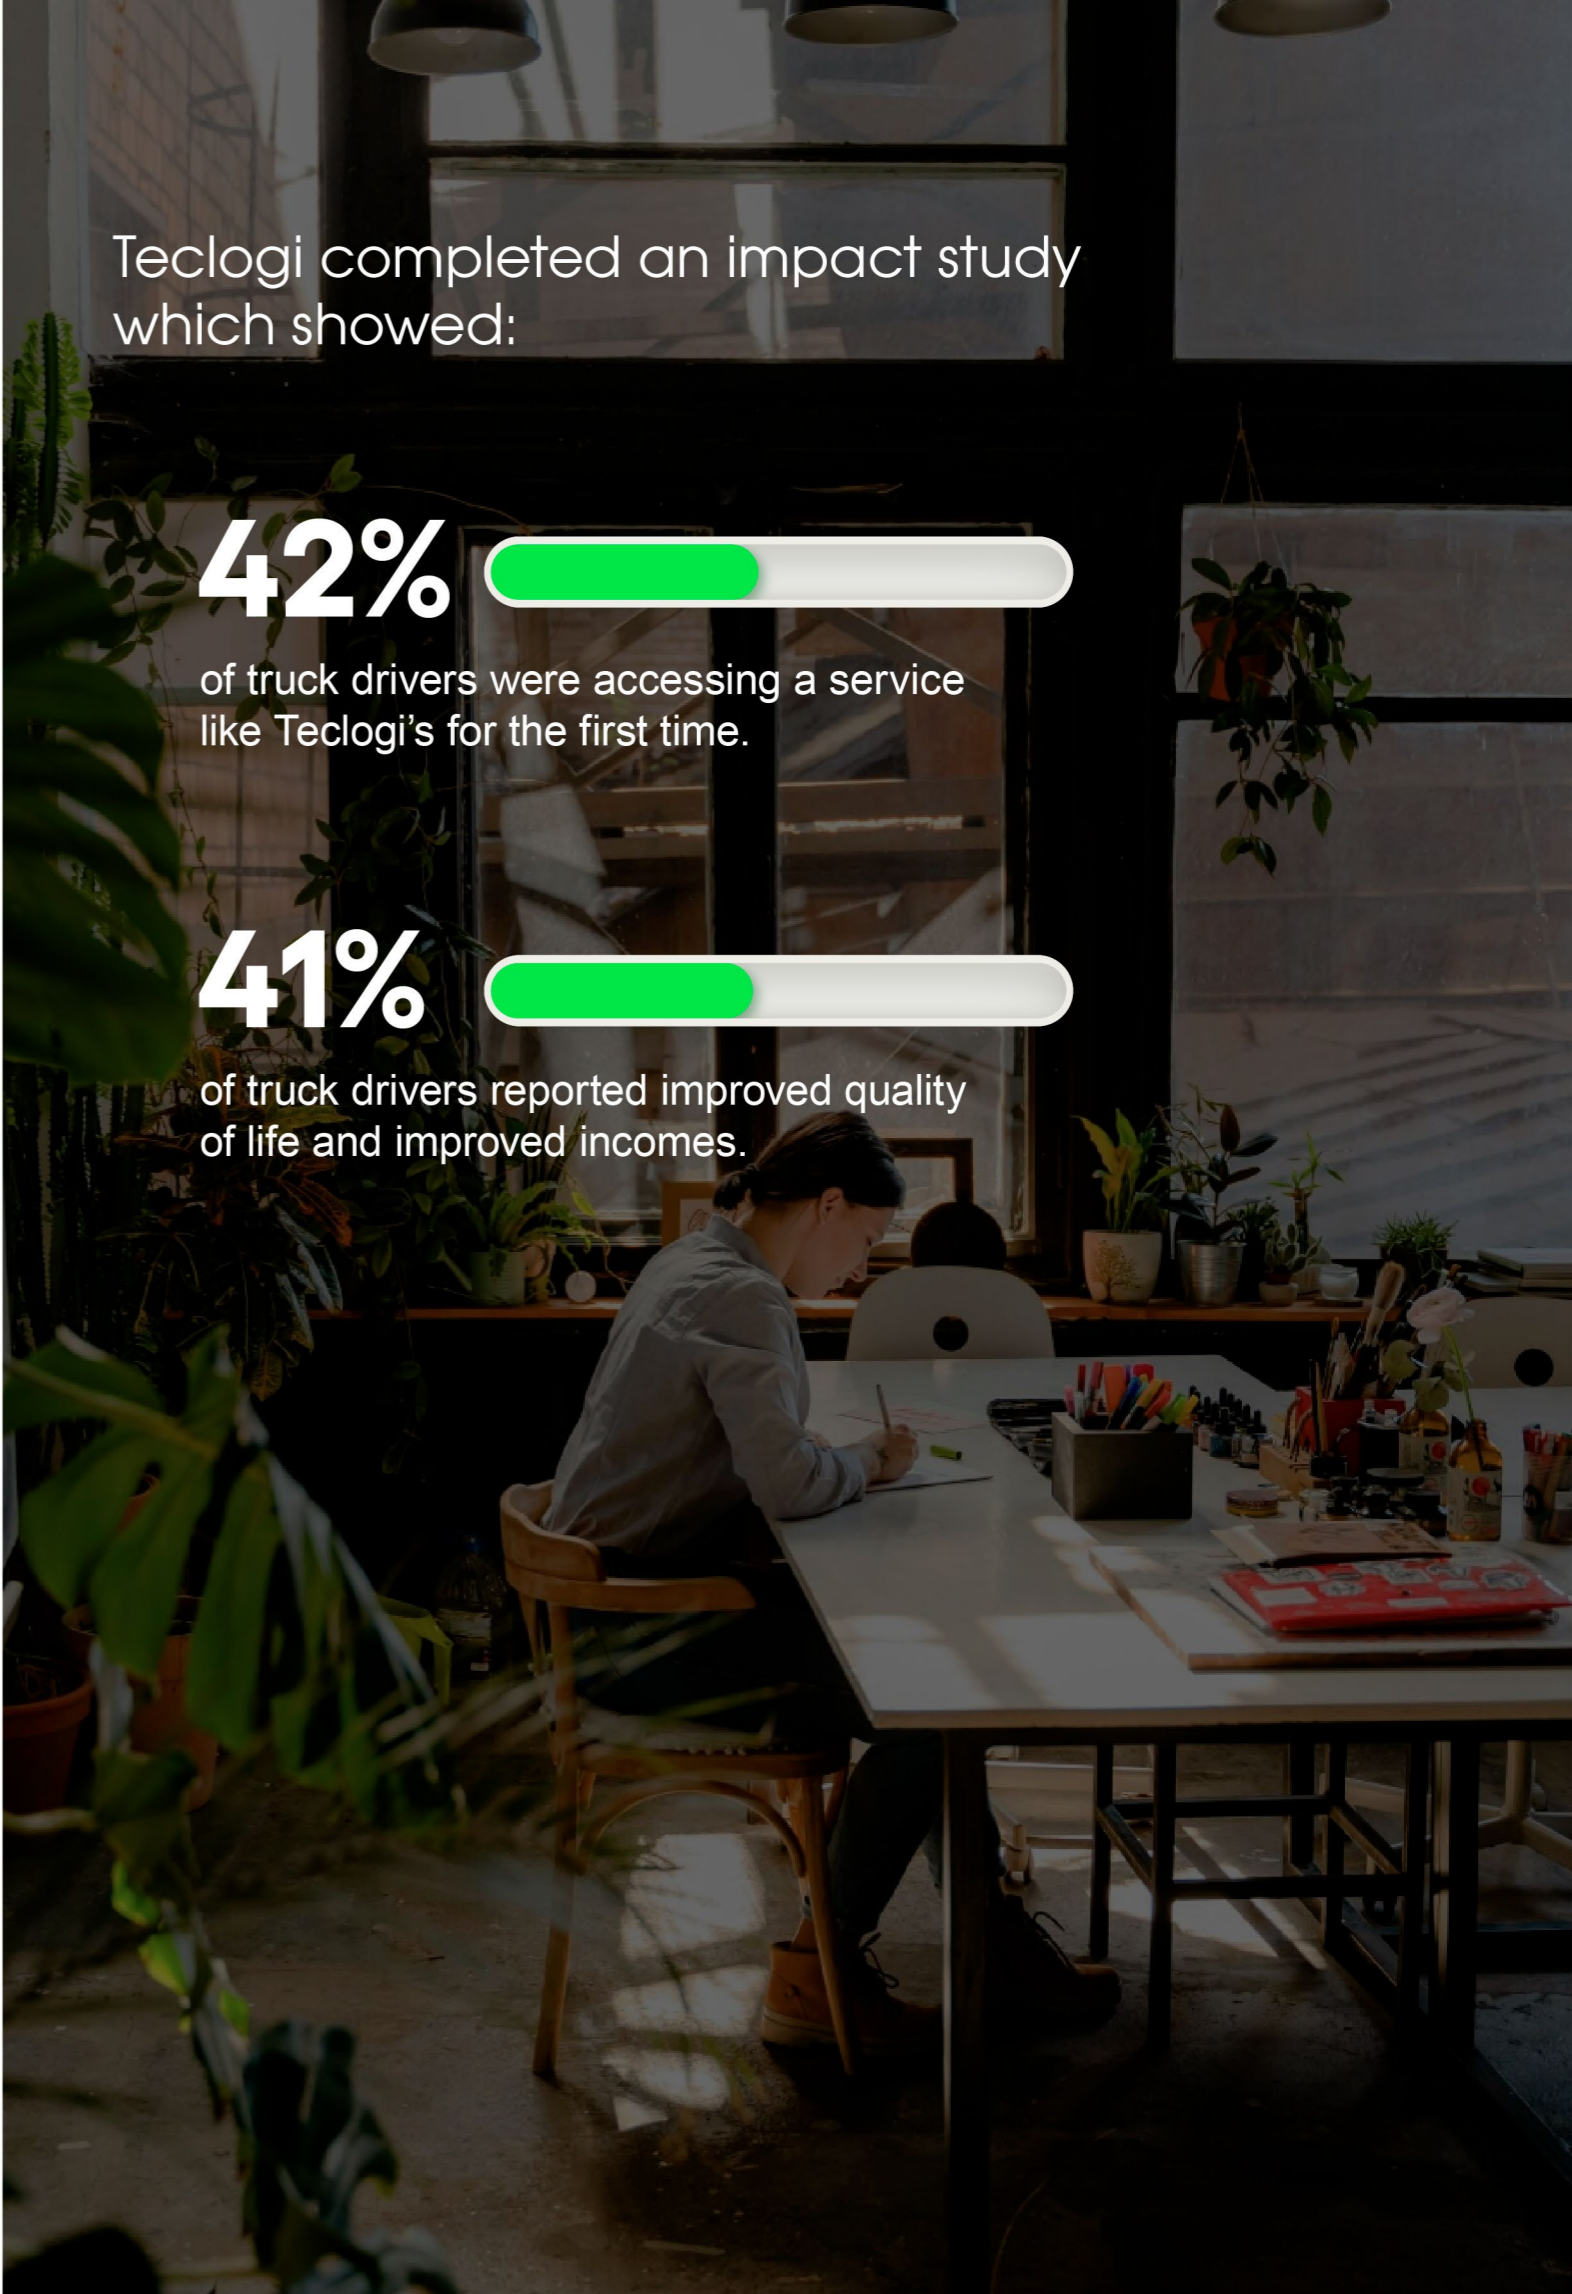 Teclogi completed an impact study
which showed:
42%
of truck drivers were accessing a service
like Teclogi’s for the first time.
41%
of truck drivers reported improved quality
of life and improved incomes.